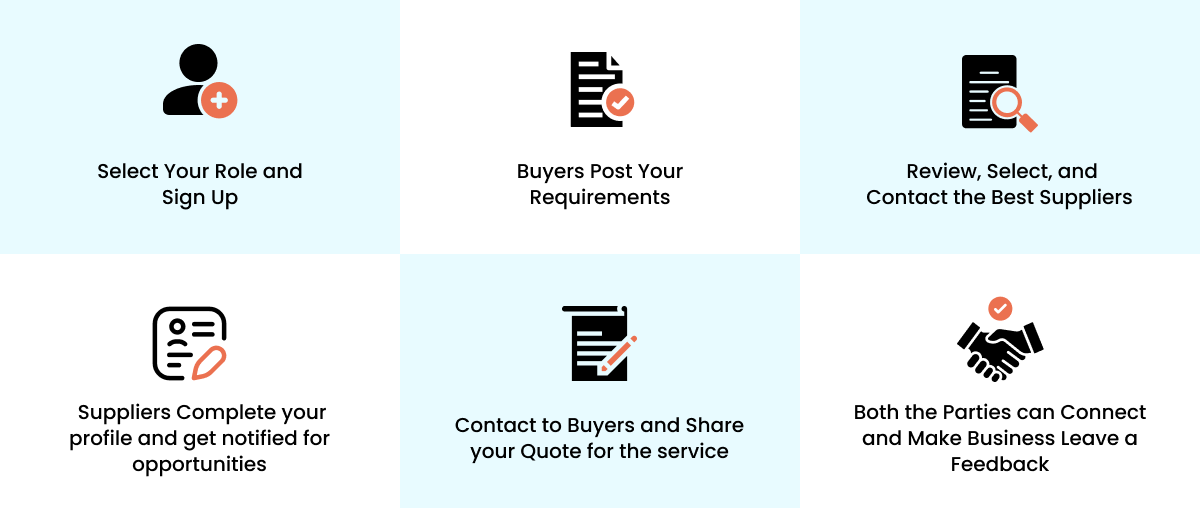 Select Your Role and
Sign Up
Buyers Post Your
Requirements
Review, Select, and
Contact the Best Suppliers
Suppliers Complete your
profile and get notified for
opportunities
Contact to Buyers and Share
your Quote for the service
Both the Parties can Connect
and Make Business Leave a
Feedback